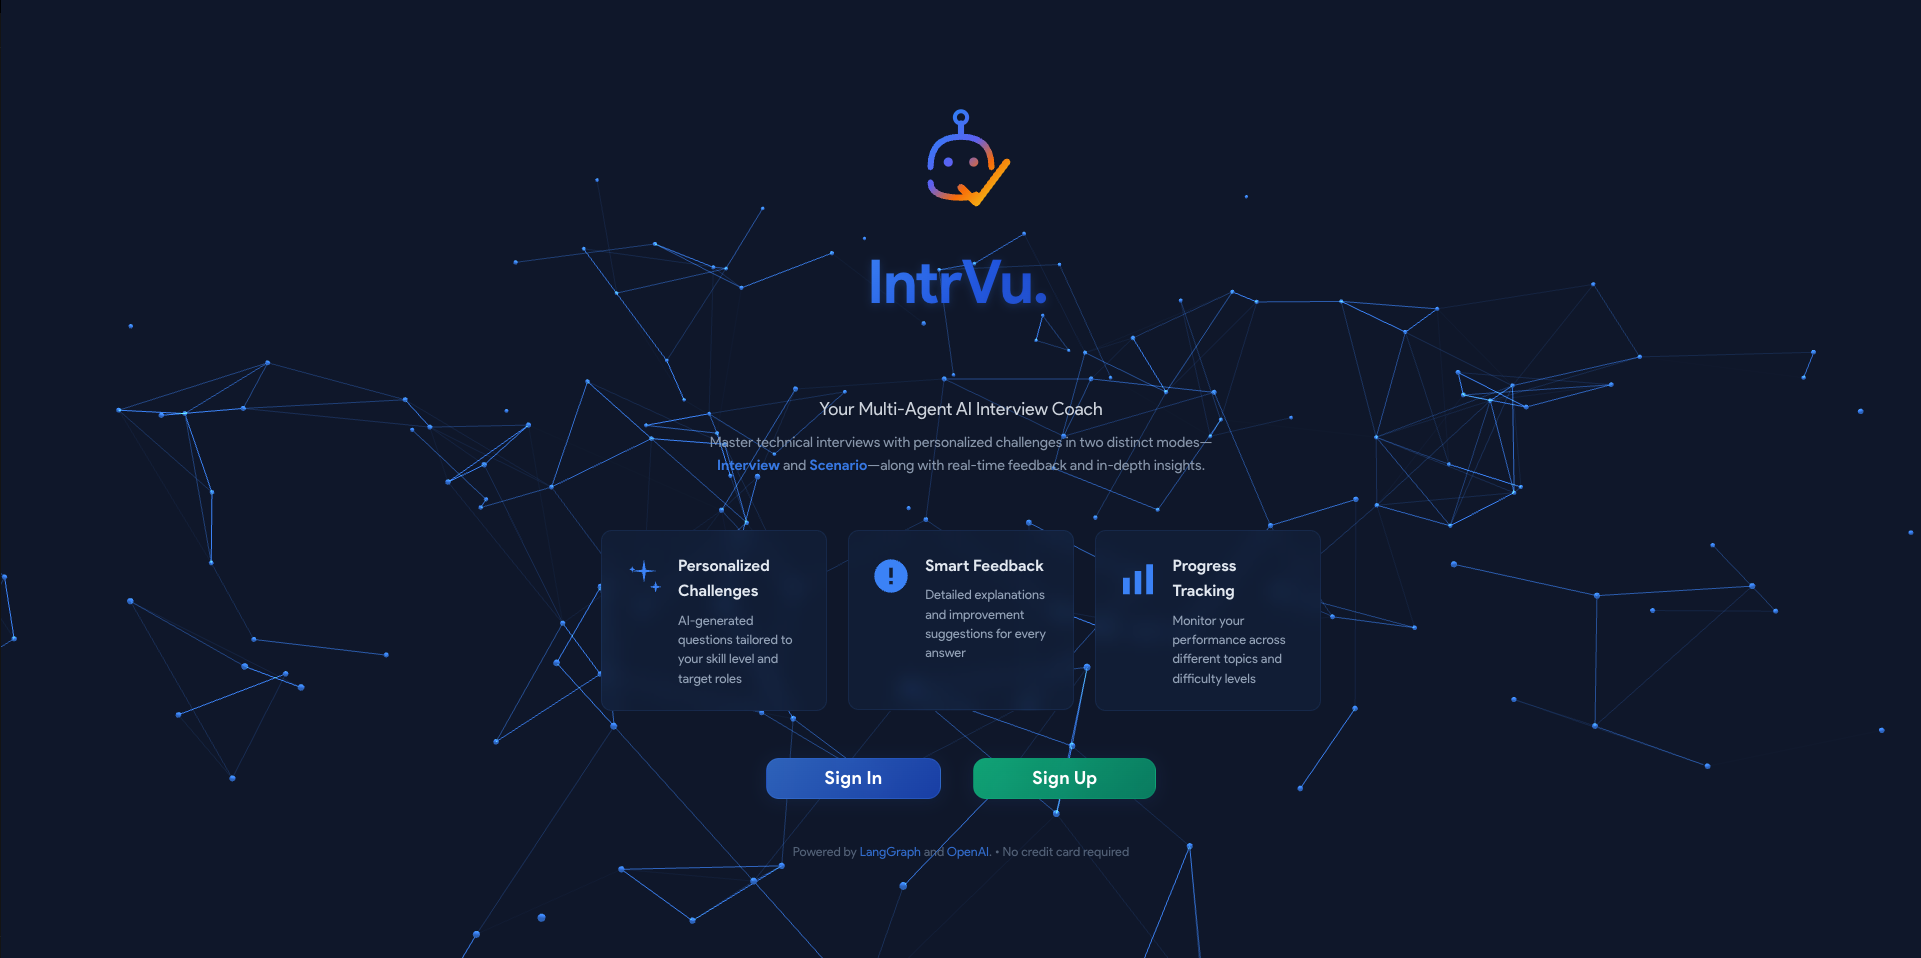 IntrVu.
Your Multi-Agent AI Interview Coach
Master technical interviews with personalized challenges in two distinct modes—
Interview and Scenario—along with real-time feedback and in-depth insights.
Personalized
Challenges
AI-generated
questions tailored to
your skill level and
target roles
Smart Feedback
Detailed explanations
and improvement
suggestions for every
answer
Progress
Tracking
Monitor your
performance across
different topics and
difficulty levels
Sign In
Sign Up
Powered by LangGraph and OpenAI. • No credit card required